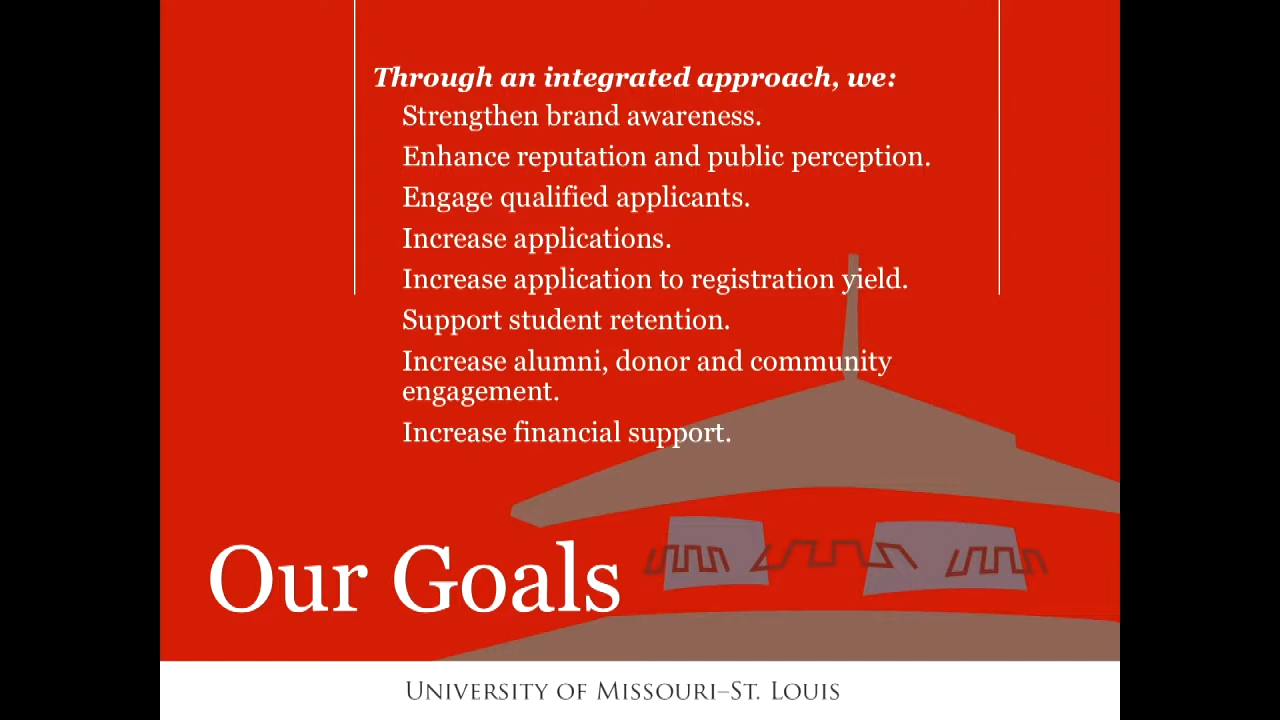 Through an integrated approach, we:
Strengthen brand awareness.
Enhance reputation and public perception.
Engage qualified applicants.
Increase applications.
Increase application to registration yield.
Support student retention.
Increase alumni, donor and community
engagement.
Increase financial support.
Our Goals
University of Missouri–St. Louis